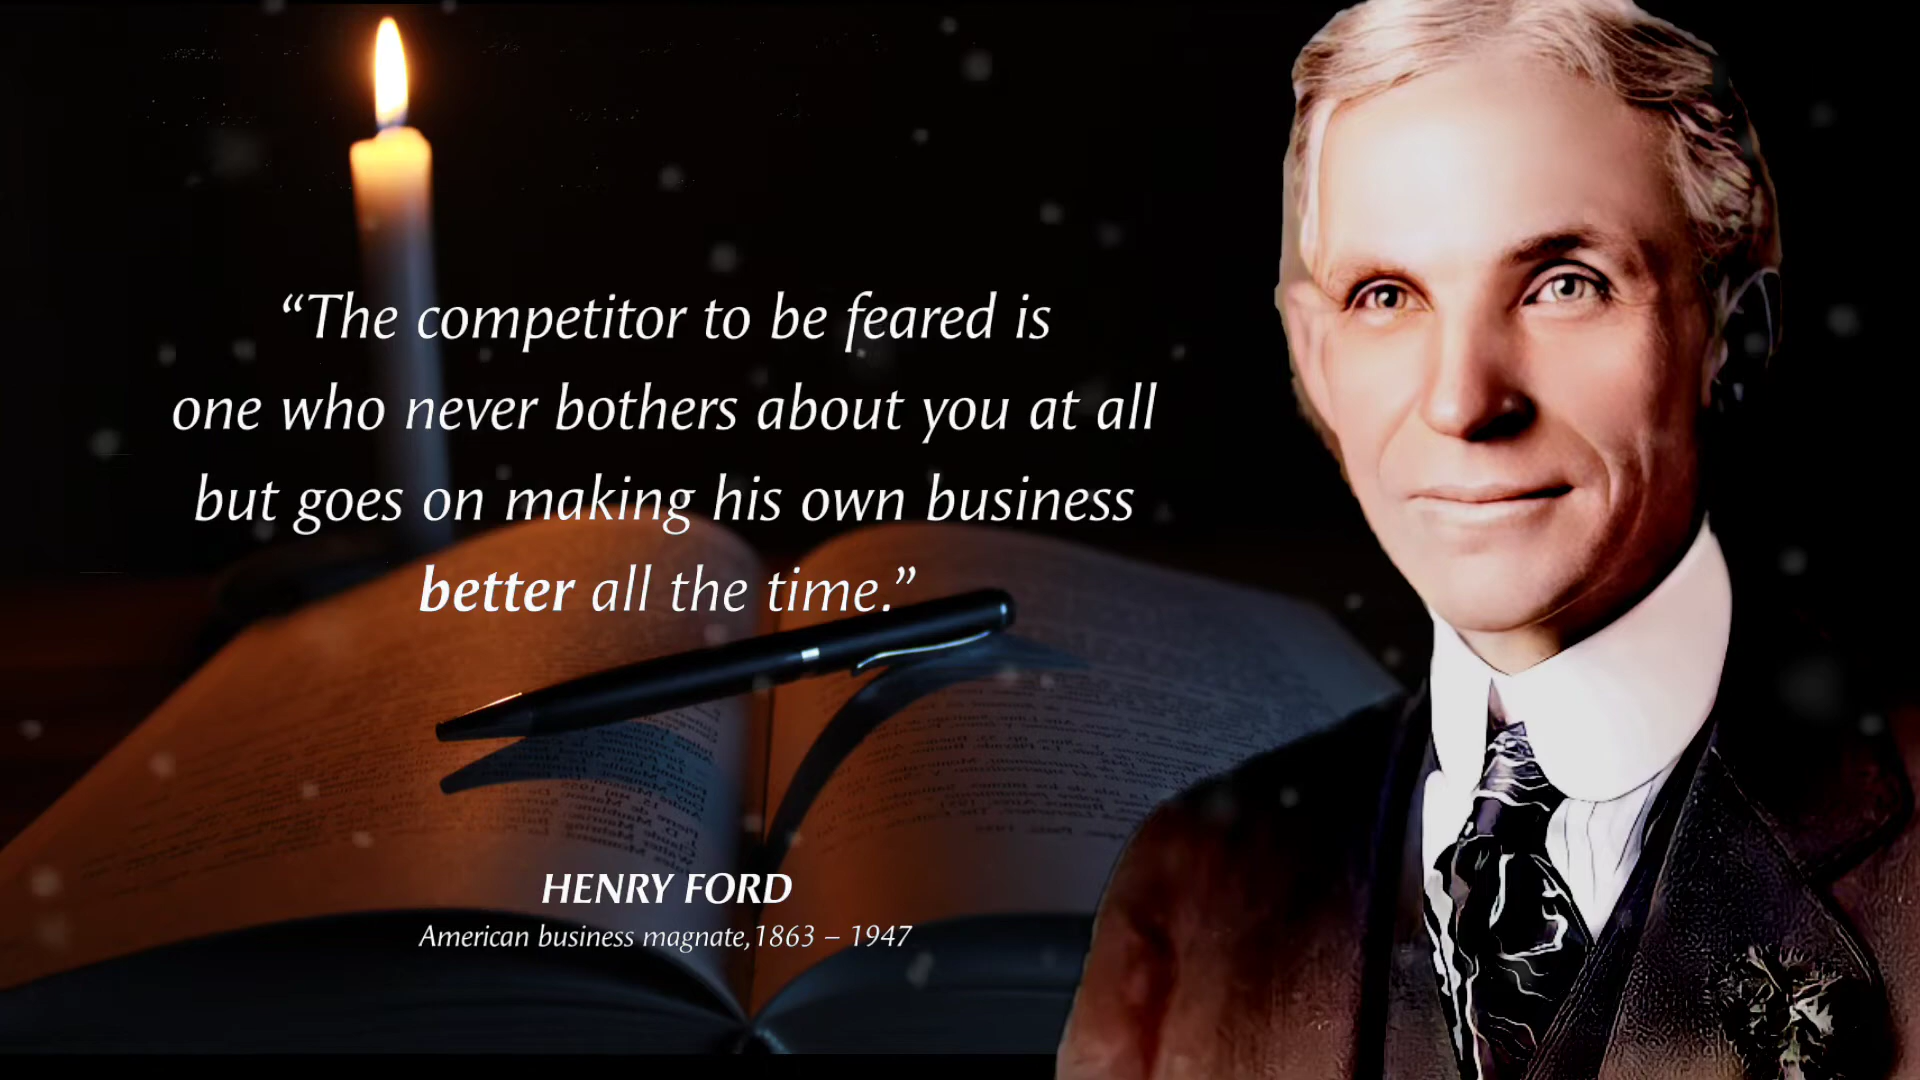 “The competitor to be feared is
one who never bothers about you at all
but goes on making his own business
better all the time.”
HENRY FORD
American business magnate,1863 – 1947